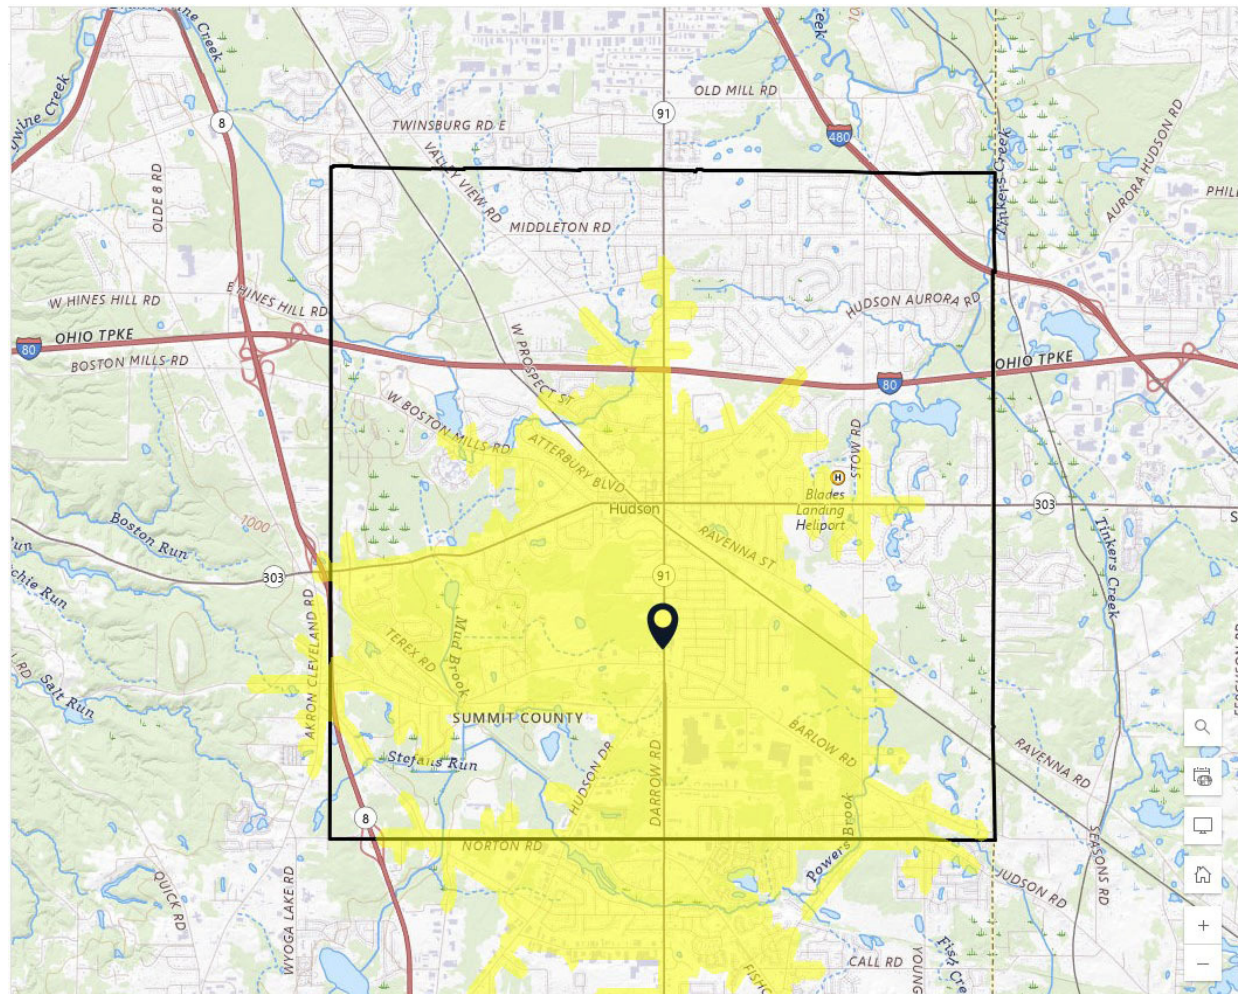 Creek
8
91
OLD MILL RD
480
TWINSBURG RD E
VALLEY VIEW RD
OLDE 8 RD
Tinkers Creek
AURORA HUDSON RD
MIDDLETON RD
W HINES HILL RD
E HINES HILL RD
HUDSON AURORA RD
OHIO TPKE
80
BOSTON MILLS RD
W PROSPECT ST
OHIO TPKE
80
W BOSTON MILLS RD
ATTERBURY BLVD
STOW RD
H
Blades
Landing
Heliport
Hudson
303
1000
Boston Run
RAVENNA ST
Tinkers Creek
303
91
AKRON CLEVELAND RD
TEREX RD
Mud Brook
Salt Run
SUMMIT COUNTY
BARLOW RD
Stefans Run
HUDSON DR
DARROW RD
RAVENNA RD
Powers Brook
8
NORTON RD
SEASONS RD
JUDSON RD
QUICK RD
WYOGA LAKE RD
CALL RD
YOUNG